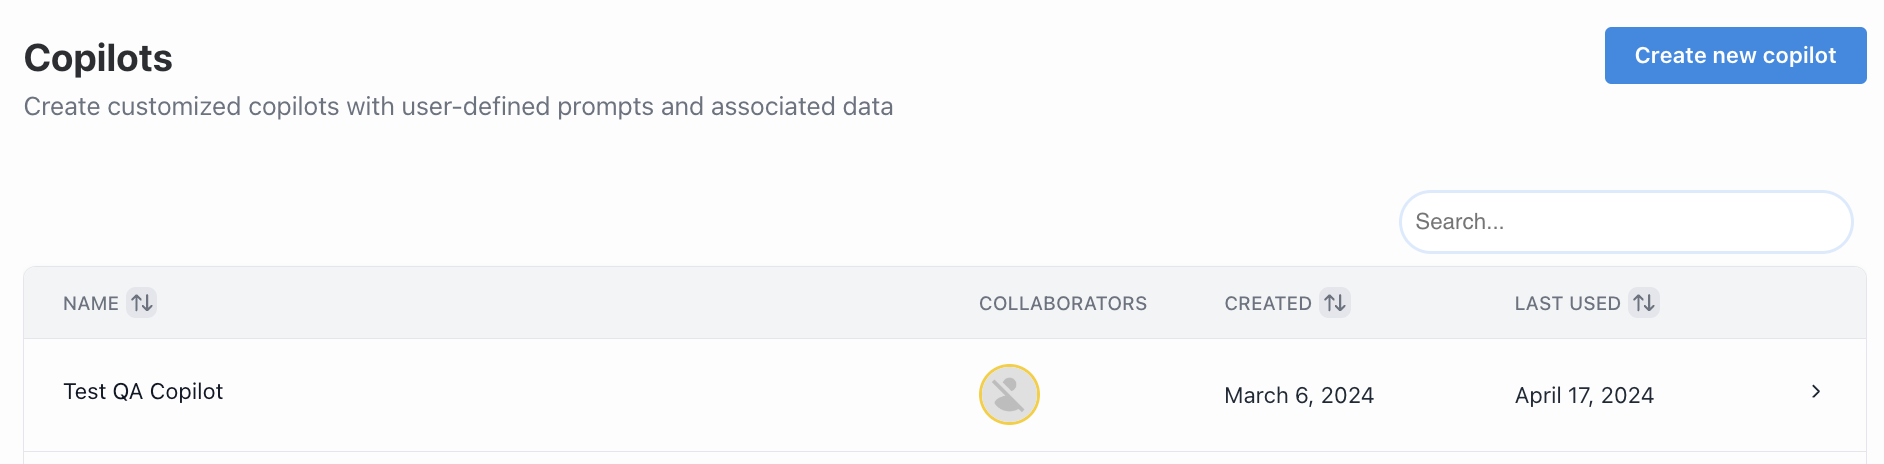 Copilots
Create new copilot
Create customized copilots with user-defined prompts and associated data
Search...
NAME COLLABORATORS CREATED LAST USED
Test QA Copilot March 6, 2024 April 17, 2024